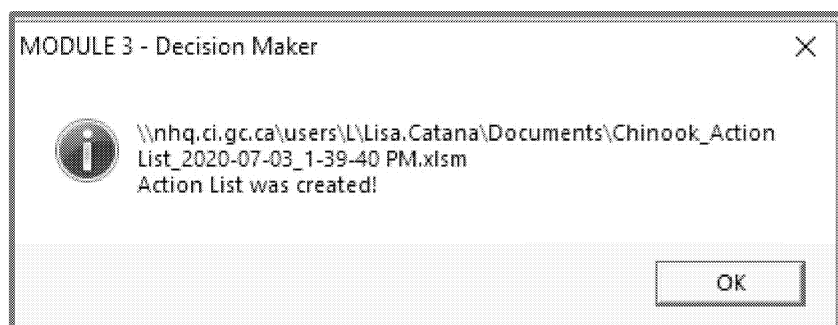 MODULE 3 - Decision Maker
\\nhq.ci.gc.ca\users\L\Lisa.Catana\Documents\Chinook_Action
List_2020-07-03_1-39-40 PM.xlsm
Action List was created!
OK